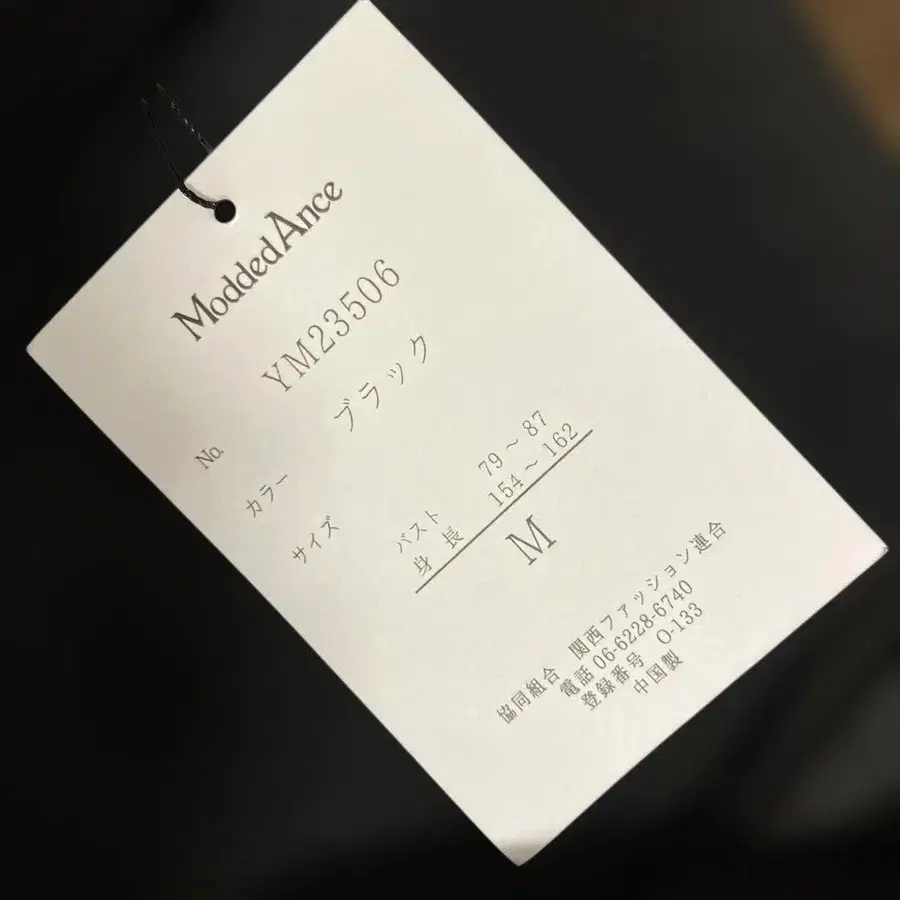 ModdedAnce
No. YM23506
カラー ブラック
サイズ バスト 79～87
身長 154～162
M
協同組合 関西ファッション連合
電話 06-6228-6740
登録番号 O-133
中国製